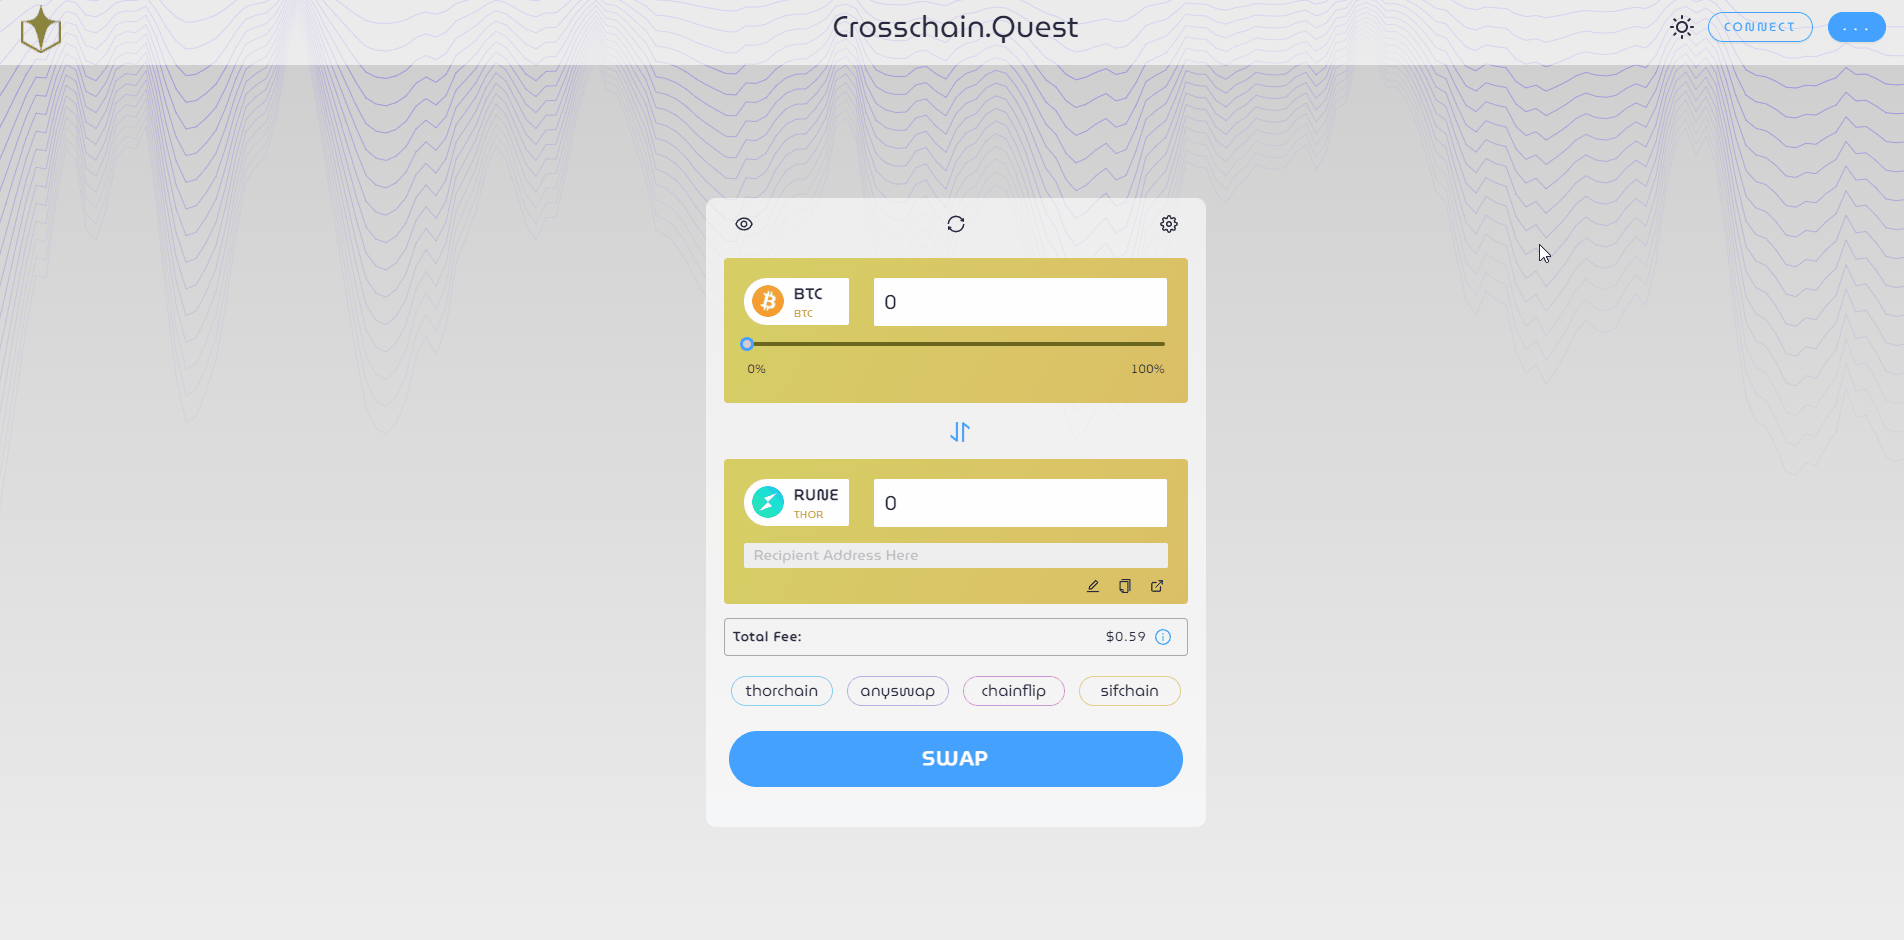 Crosschain.Quest
CONNECT
...
BTC
BTC
0
0%
100%
RUNE
THOR
0
Recipient Address Here
Total Fee:
$0.59
thorchain
anyswap
chainflip
sifchain
SWAP